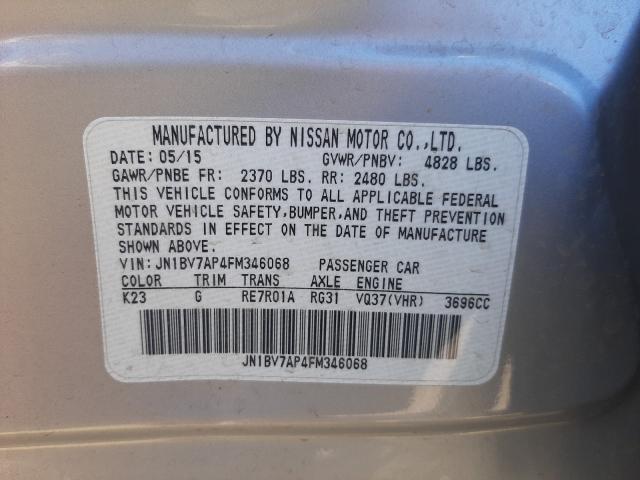 MANUFACTURED BY NISSAN MOTOR CO.,LTD.
DATE: 05/15 GVWR/PNBV: 4828 LBS.
GAWR/PNBE FR: 2370 LBS. RR: 2480 LBS.
THIS VEHICLE CONFORMS TO ALL APPLICABLE FEDERAL
MOTOR VEHICLE SAFETY,BUMPER,AND THEFT PREVENTION
STANDARDS IN EFFECT ON THE DATE OF MANUFACTURE
SHOWN ABOVE.
VIN:JN1BV7AP4FM346068 PASSENGER CAR
COLOR TRIM TRANS AXLE ENGINE
K23 G RE7R01A RG31 VQ37(VHR) 3696CC
JN1BV7AP4FM346068